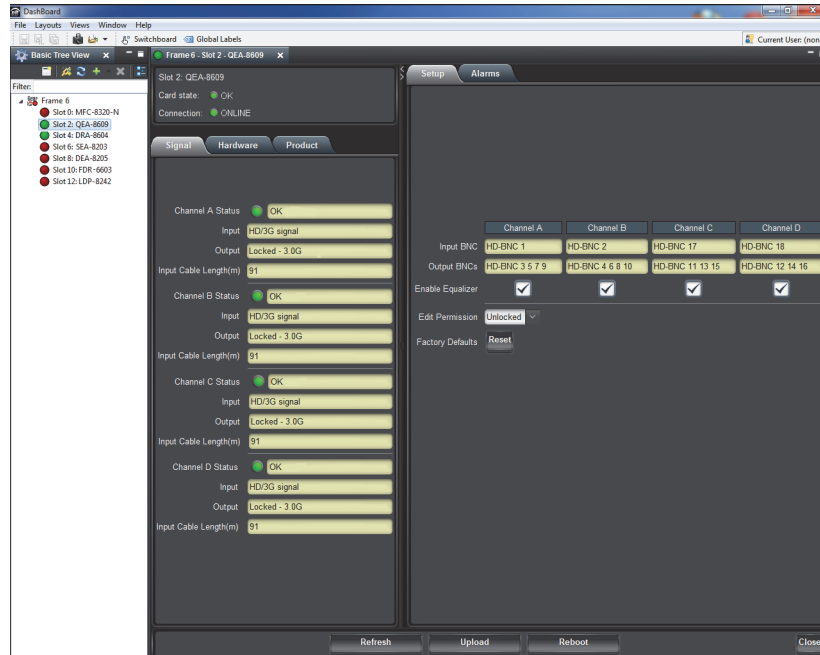 DashBoard
File Layouts Views Window Help
Switchboard Global Labels
Current User: (non
Basic Tree View
Filter:
Frame 6
Slot 0: MFC-8320-N
Slot 2: QEA-8609
Slot 4: DRA-8604
Slot 6: SEA-8203
Slot 8: DEA-8205
Slot 10: FDR-6603
Slot 12: LDP-8242
Frame 6 - Slot 2 - QEA-8609
Slot 2: QEA-8609
Card state: OK
Connection: ONLINE
Signal Hardware Product
Channel A Status OK
Input HD/3G signal
Output Locked - 3.0G
Input Cable Length(m) 91
Channel B Status OK
Input HD/3G signal
Output Locked - 3.0G
Input Cable Length(m) 91
Channel C Status OK
Input HD/3G signal
Output Locked - 3.0G
Input Cable Length(m) 91
Channel D Status OK
Input HD/3G signal
Output Locked - 3.0G
Input Cable Length(m) 91
Setup Alarms
Channel A Channel B Channel C Channel D
Input BNC HD-BNC 1 HD-BNC 2 HD-BNC 17 HD-BNC 18
Output BNCs HD-BNC 3 5 7 9 HD-BNC 4 6 8 10 HD-BNC 11 13 15 HD-BNC 12 14 16
Enable Equalizer
Edit Permission Unlocked
Factory Defaults Reset
Refresh Upload Reboot Close